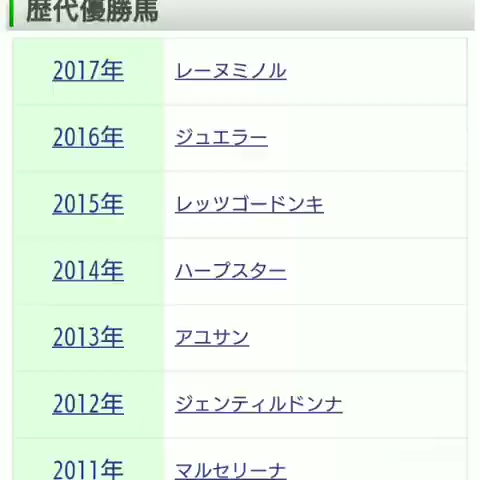 歴代優勝馬
2017年 レーヌミノル
2016年 ジュエラー
2015年 レッツゴードンキ
2014年 ハープスター
2013年 アユサン
2012年 ジェンティルドンナ
2011年 マルセリーナ